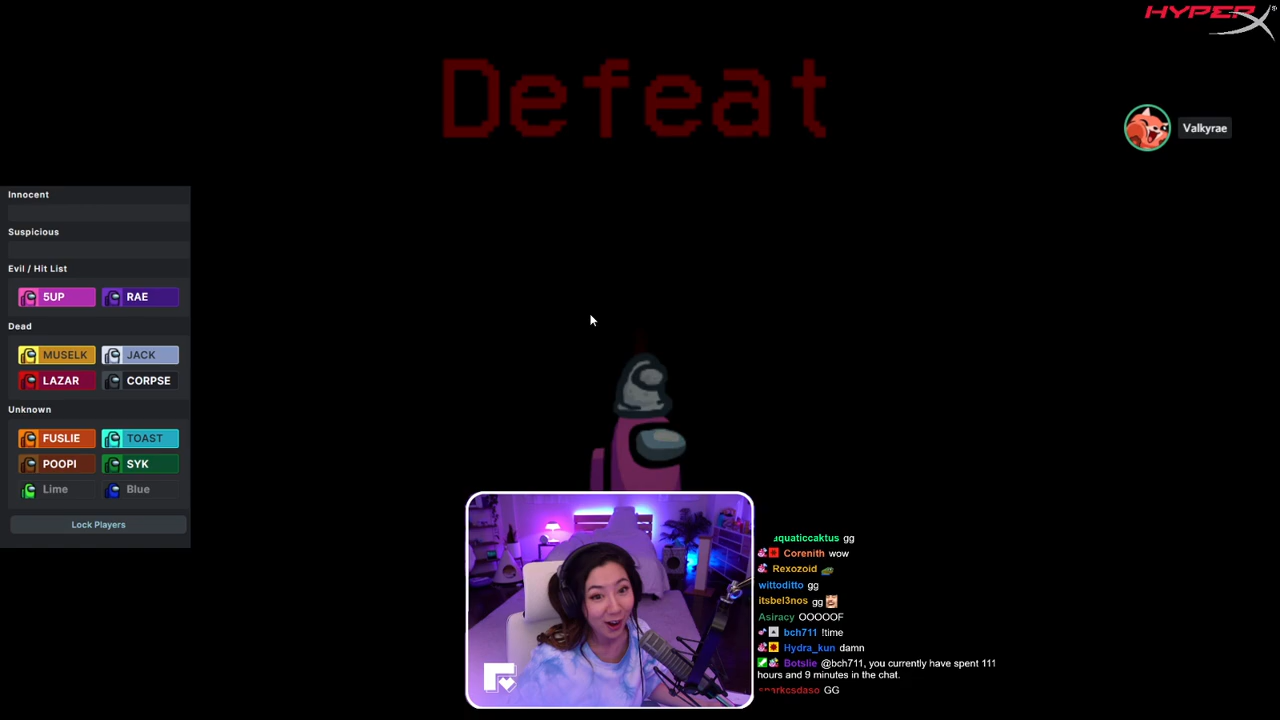 HYPERX
Defeat
Valkyrae
Innocent
Suspicious
Evil / Hit List
5UP RAE
Dead
MUSELK JACK
LAZAR CORPSE
Unknown
FUSLIE TOAST
POOPI SYK
Lime Blue
Lock Players
aquaticcaktus gg
Corenith wow
Rexozoid
wittoditto gg
itsbel3nos gg
Asiracy OOOOOF
bch711 !time
Hydra_kun damn
Botslie @bch711, you currently have spent 111
hours and 9 minutes in the chat.
sparkcsdaso GG